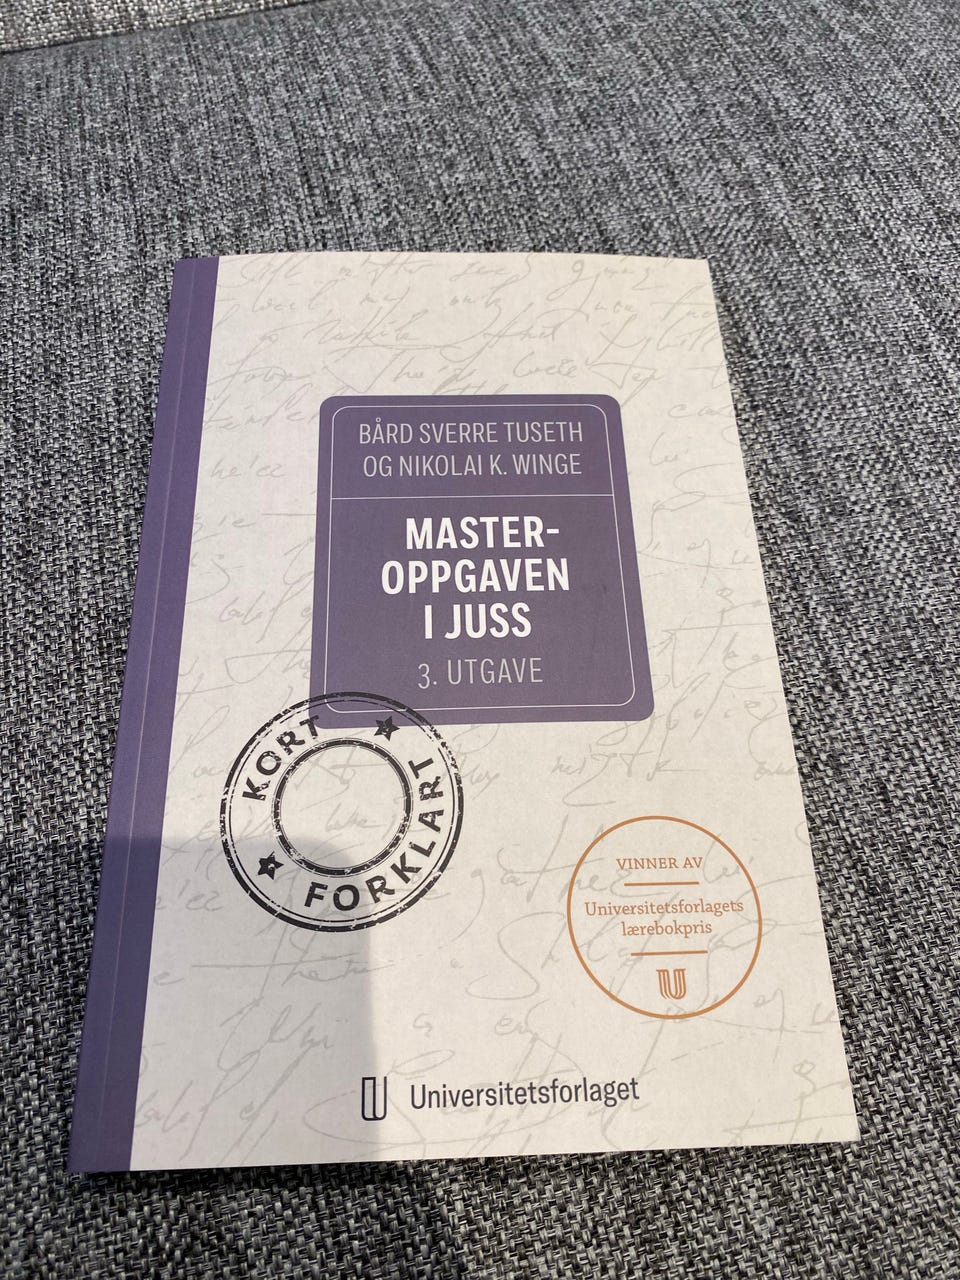 BÅRD SVERRE TUSETH
OG NIKOLAI K. WINGE
MASTER-
OPPGAVEN
I JUSS
3. UTGAVE
KORT
FORKLART
VINNER AV
Universitetsforlagets
lærebokpris
U
Universitetsforlaget